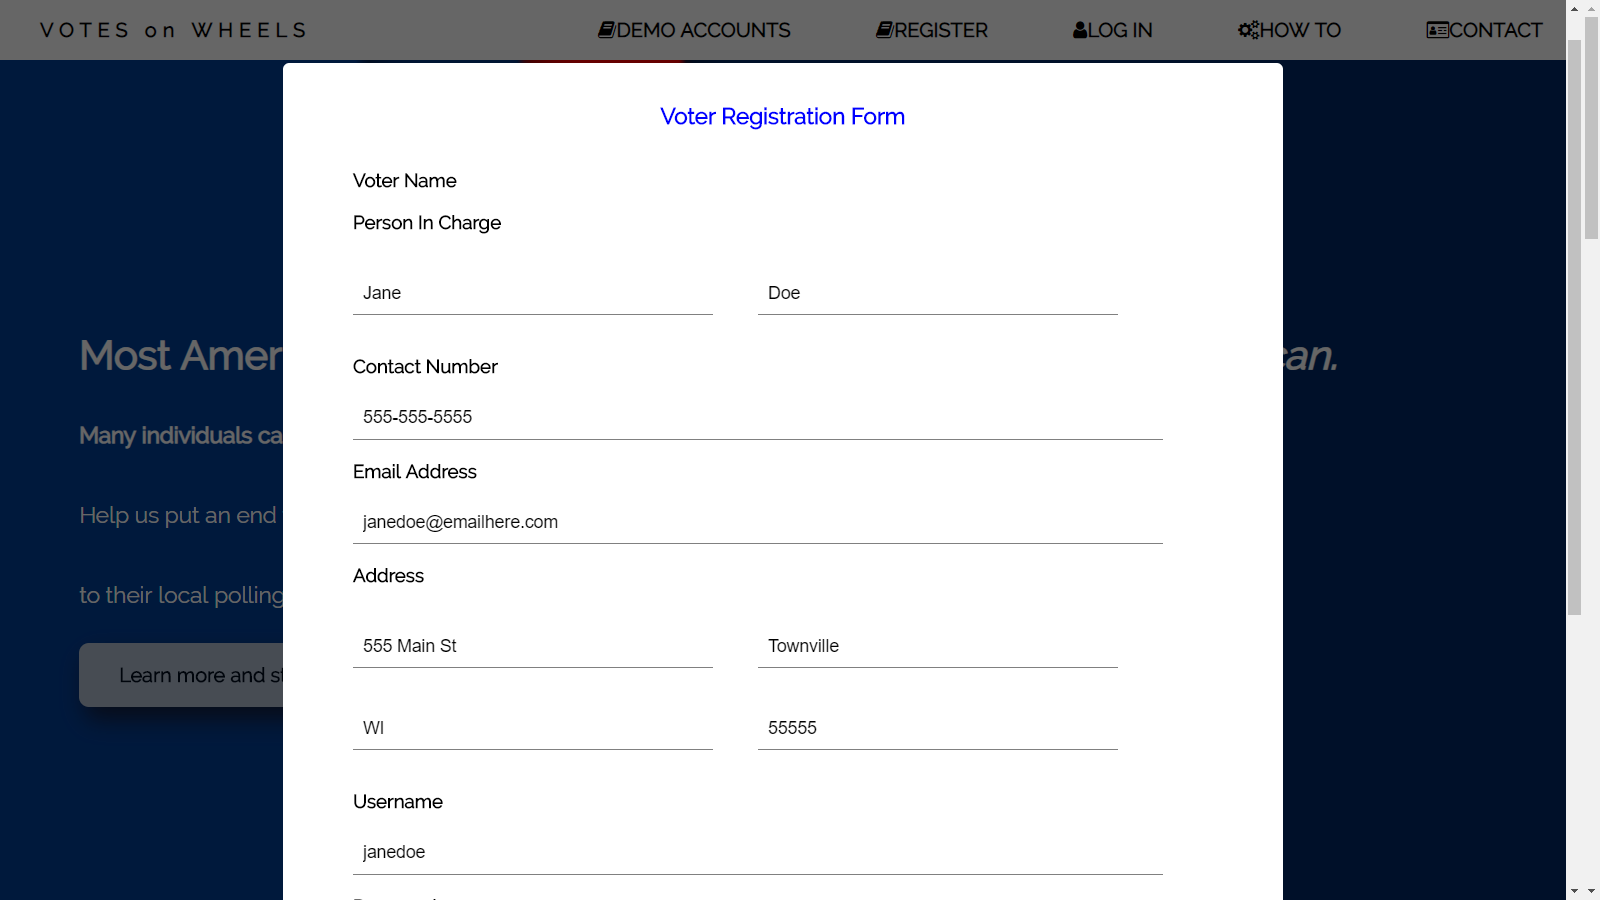 VOTES on WHEELS
DEMO ACCOUNTS
REGISTER
LOG IN
HOW TO
CONTACT
Voter Registration Form
Voter Name
Person In Charge
Jane
Doe
Contact Number
555-555-5555
Email Address
janedoe@emailhere.com
Address
555 Main St
Townville
WI
55555
Username
janedoe
Most Amer
can.
Many individuals ca
Help us put an end
to their local polling
Learn more and st